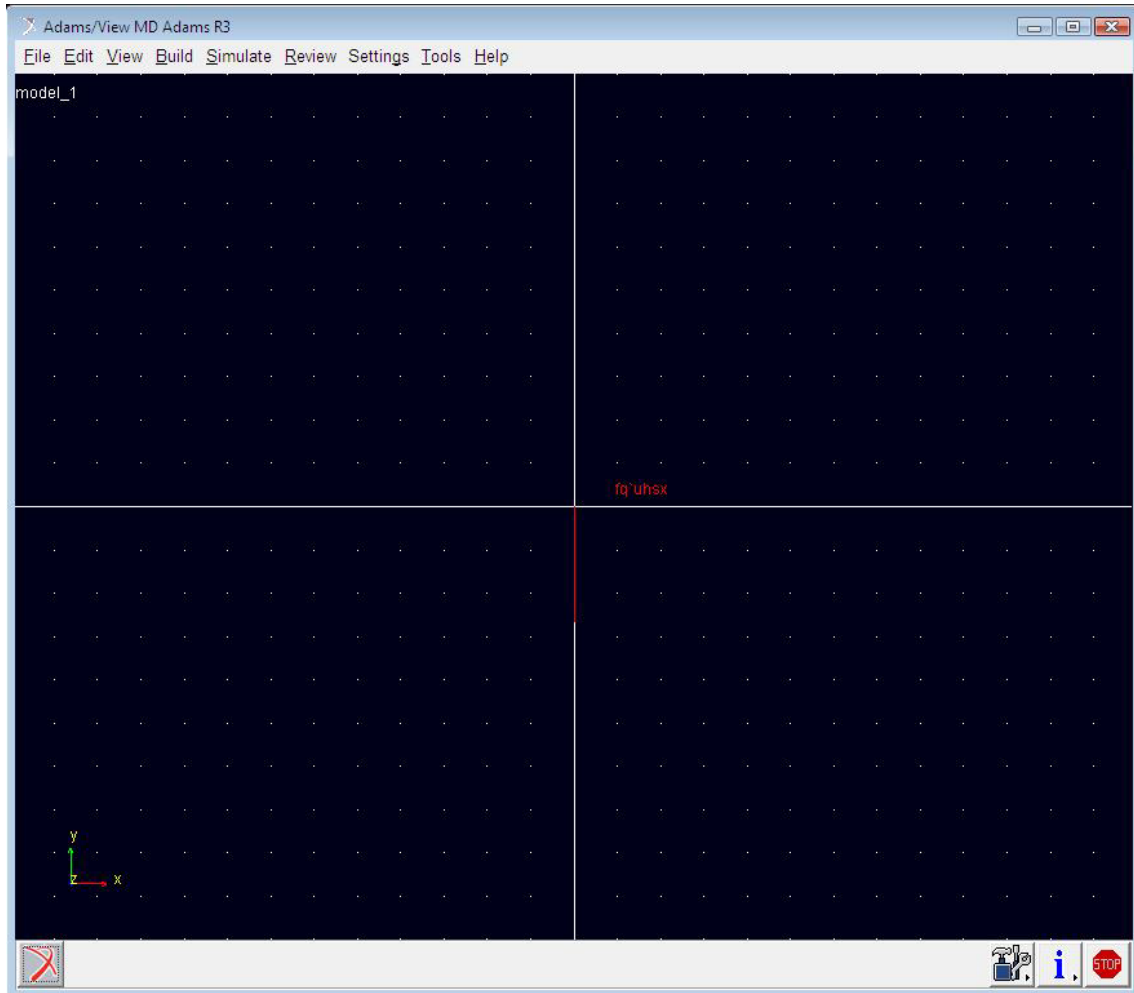 Adams/View MD Adams R3
File Edit View Build Simulate Review Settings Tools Help
model_1
fq`uhsx
y
z x
i
STOP